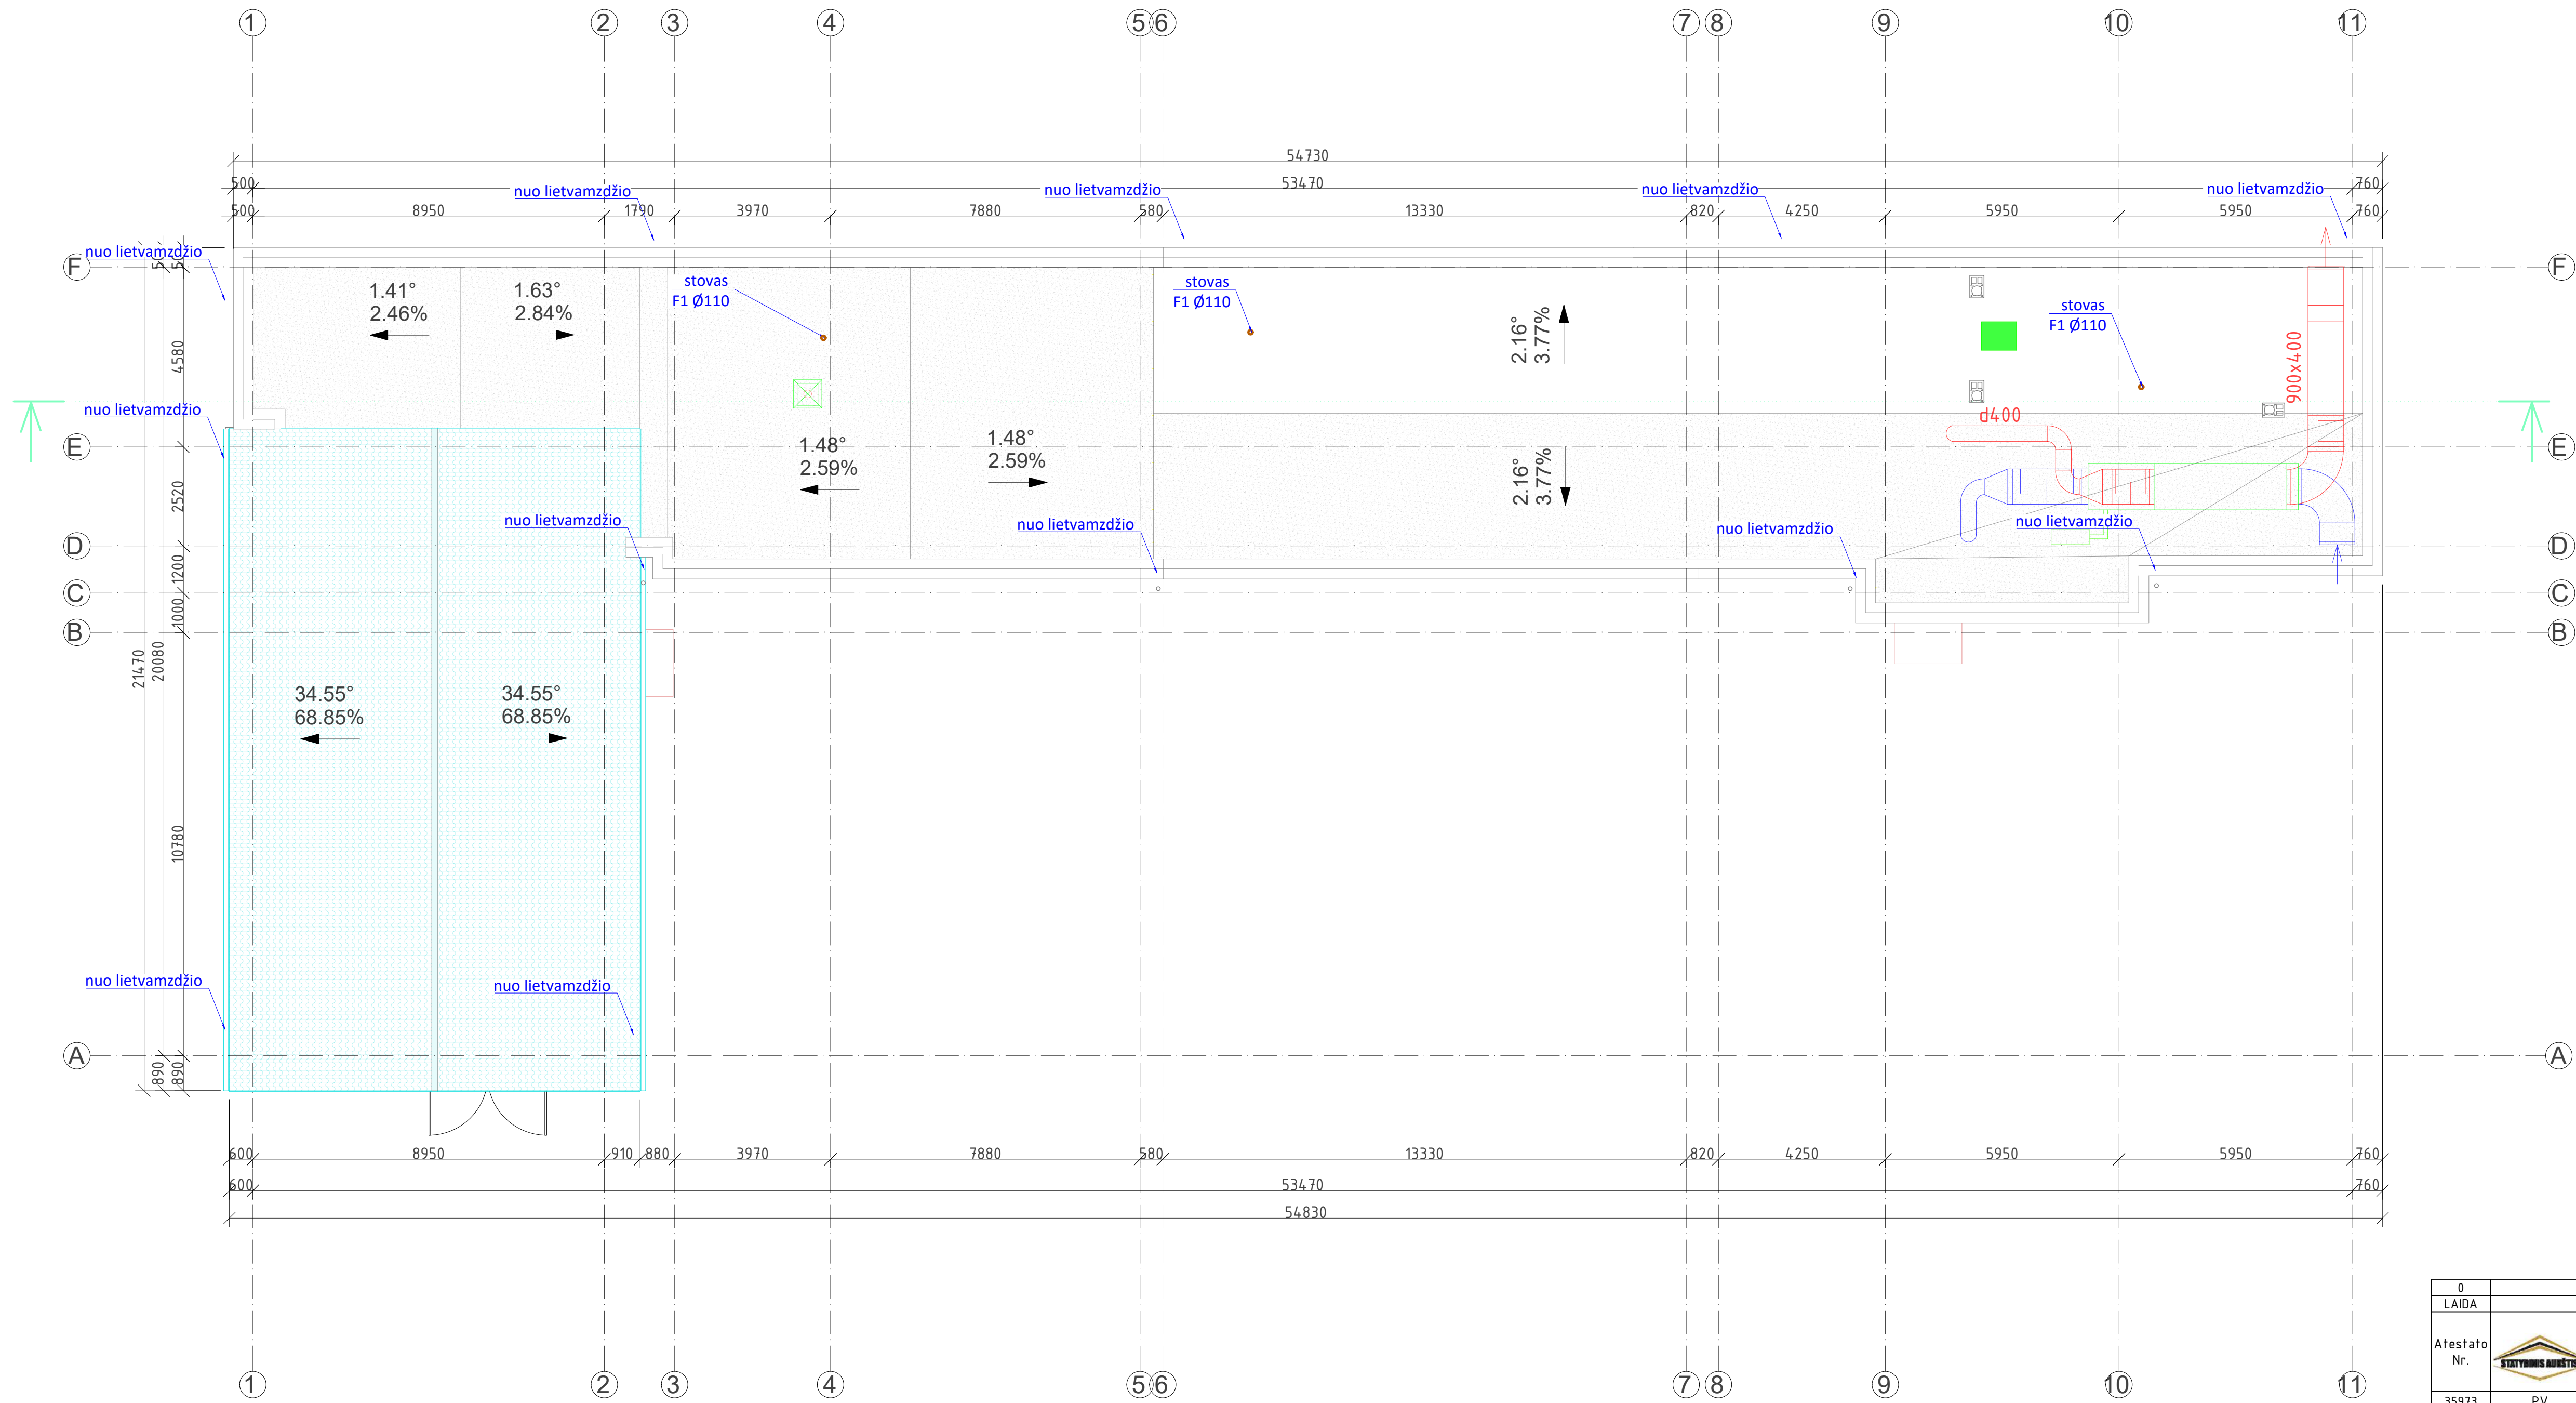 1 2 3 4 5 6 7 8 9 10 11
54730
500 53470 760
500 8950 1790 3970 7880 580 13330 820 4250 5950 5950 760
nuo lietvamzdžio
nuo lietvamzdžio
nuo lietvamzdžio
nuo lietvamzdžio
nuo lietvamzdžio
F
F
1.41°
2.46%
1.63°
2.84%
stovas
F1 Ø110
stovas
F1 Ø110
2.16°
3.77%
stovas
F1 Ø110
900x400
4580
nuo lietvamzdžio
d400
E
E
1.48°
2.59%
1.48°
2.59%
2.16°
3.77%
2520
nuo lietvamzdžio
nuo lietvamzdžio
nuo lietvamzdžio
nuo lietvamzdžio
D
D
1200
C
C
1000
B
B
21470
20080
34.55°
68.85%
34.55°
68.85%
10780
nuo lietvamzdžio
nuo lietvamzdžio
A
A
890
890
600 8950 910 880 3970 7880 580 13330 820 4250 5950 5950 760
600 53470 760
54830
0
LAIDA
Atestato
Nr.
35973 PV
1 2 3 4 5 6 7 8 9 10 11